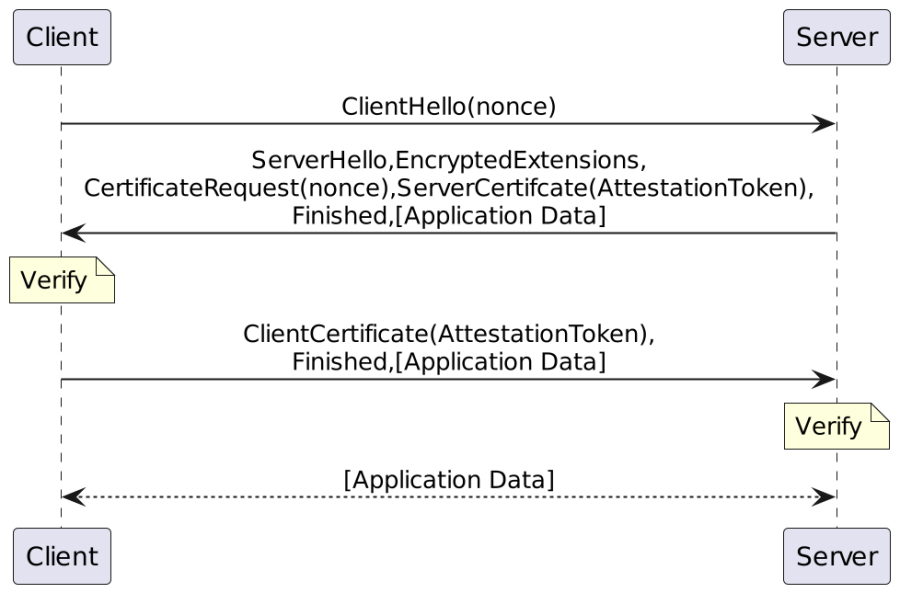 Client
Server
ClientHello(nonce)
ServerHello,EncryptedExtensions,
CertificateRequest(nonce),ServerCertifcate(AttestationToken),
Finished,[Application Data]
Verify
ClientCertificate(AttestationToken),
Finished,[Application Data]
Verify
[Application Data]
Client
Server